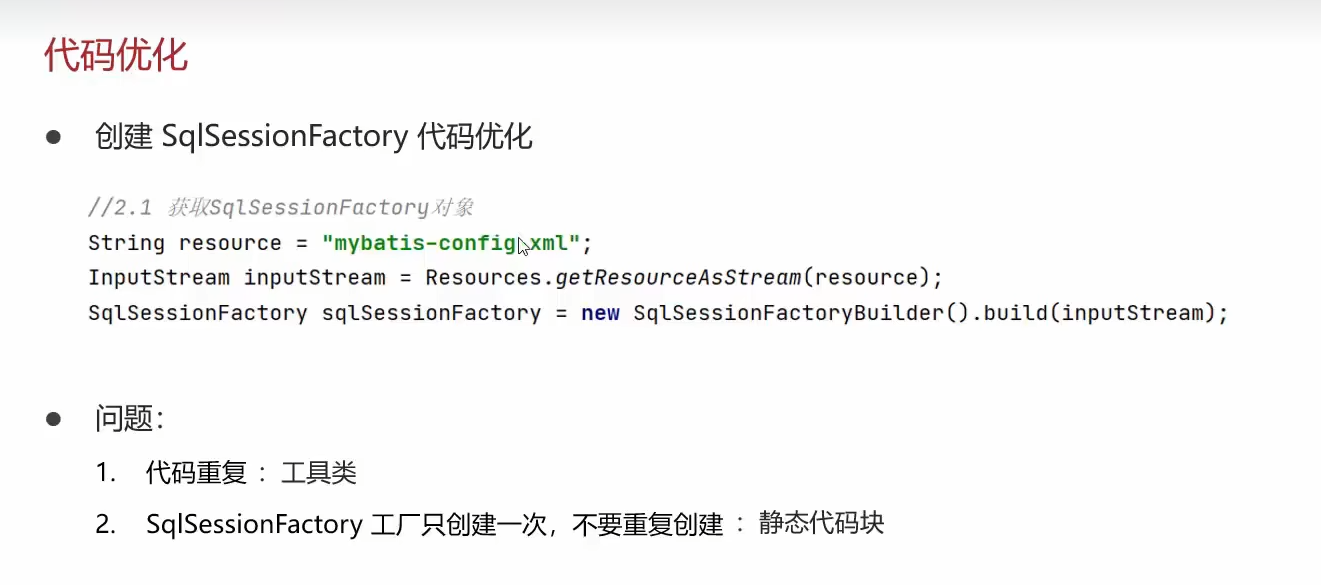 代码优化
● 创建 SqlSessionFactory 代码优化
//2.1 获取SqlSessionFactory对象
String resource = "mybatis-config.xml";
InputStream inputStream = Resources.getResourceAsStream(resource);
SqlSessionFactory sqlSessionFactory = new SqlSessionFactoryBuilder().build(inputStream);
● 问题：
1. 代码重复 ：工具类
2. SqlSessionFactory 工厂只创建一次，不要重复创建 ：静态代码块